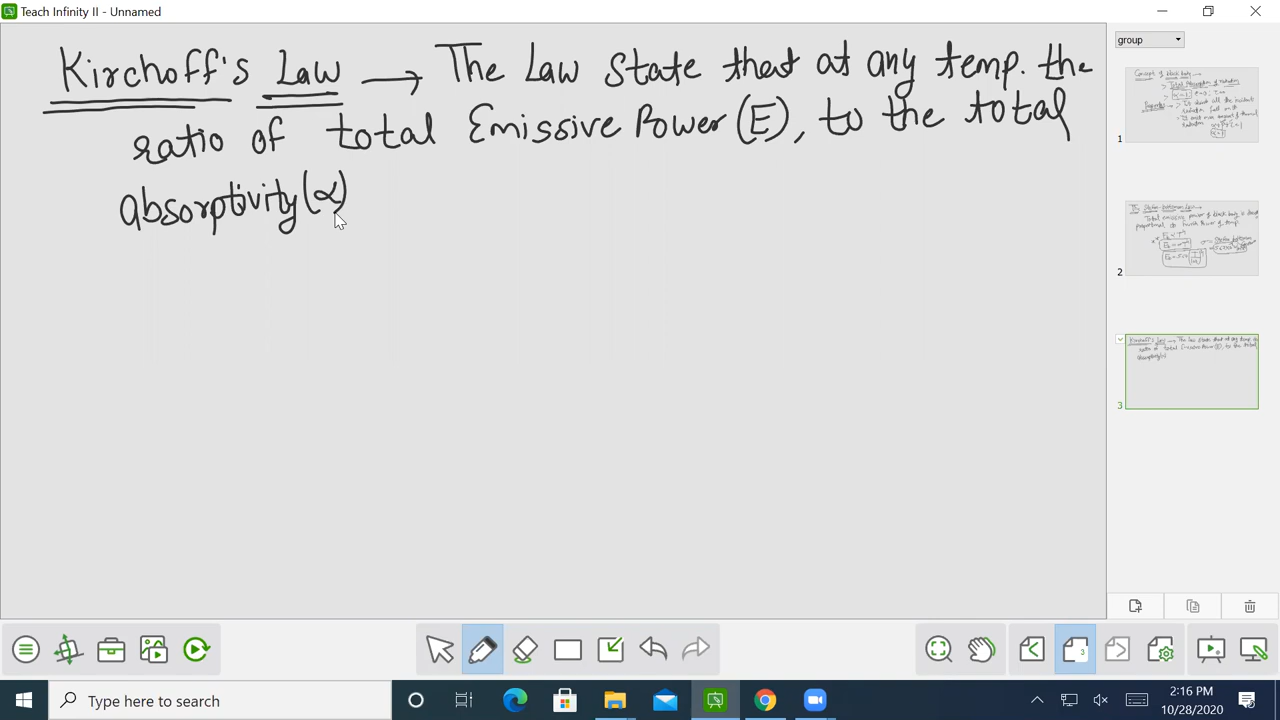 Teach Infinity II - Unnamed
Kirchoff's Law → The Law State that at any temp. the
ratio of total Emissive Power (E), to the total
absorptivity (α)
group
1
2
3
3
Type here to search
2:16 PM
10/28/2020